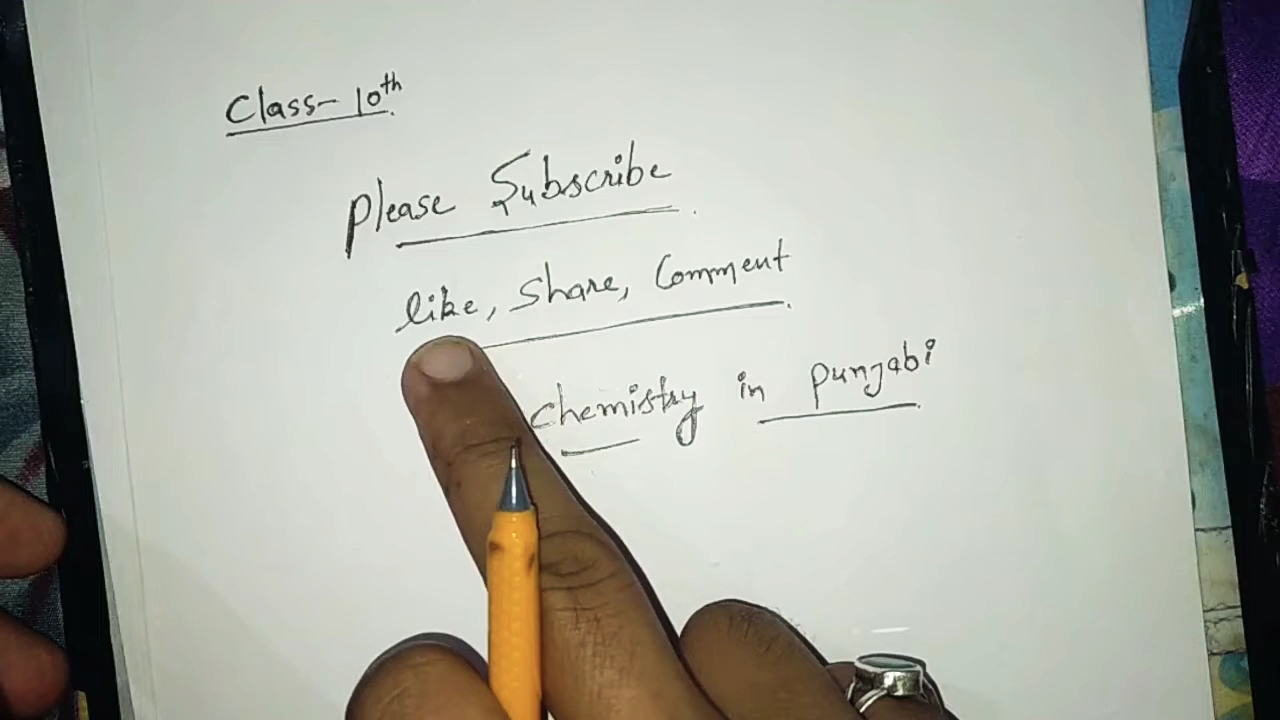 Class- 10th.
Please Subscribe.
like, Share, Comment.
Chemistry in Punjabi.